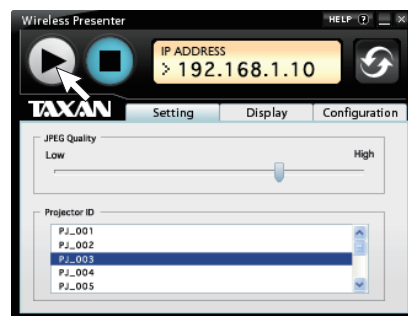 Wireless Presenter HELP ?
IP ADDRESS
> 192.168.1.10
TAXAN
Setting Display Configuration
JPEG Quality
Low High
Projector ID
PJ_001
PJ_002
PJ_003
PJ_004
PJ_005